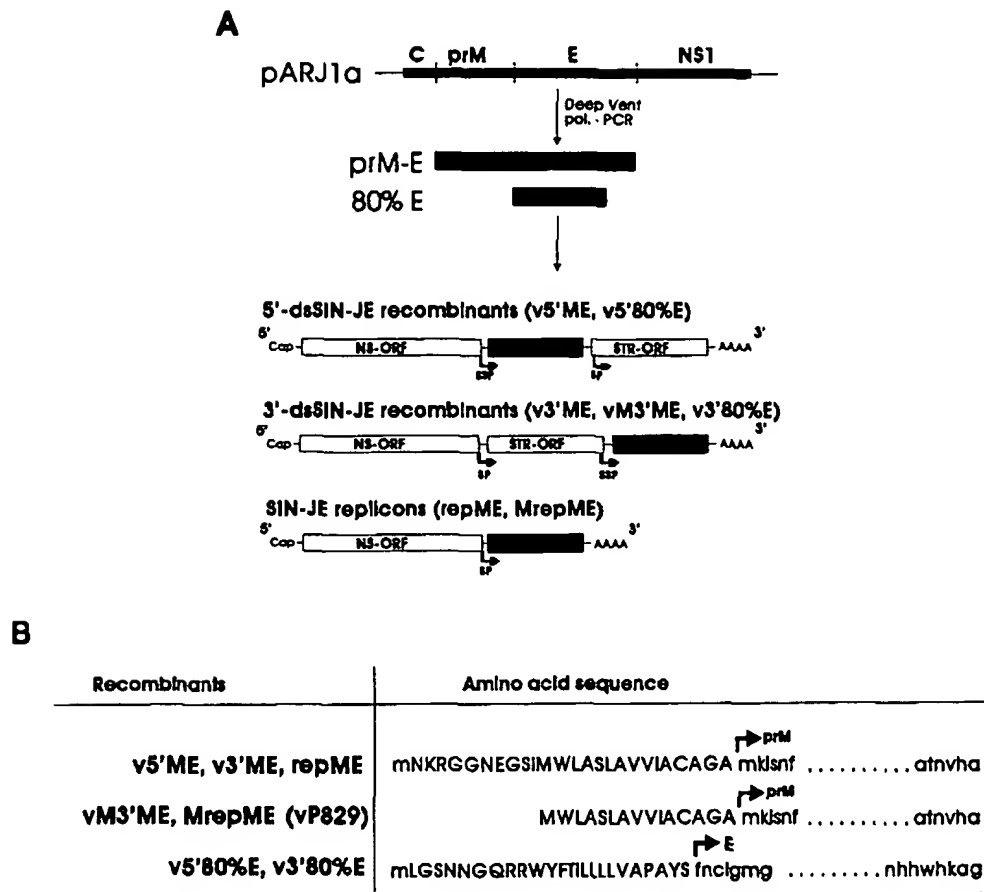 A
C prM E NS1
pARJ1a
Deep Vent
pol. - PCR
prM-E
80% E
5'-dsSIN-JE recombinants (v5'ME, v5'80%E)
5' Cap NS-ORF STR-ORF AAAA 3'
SSP SP
3'-dsSIN-JE recombinants (v3'ME, vM3'ME, v3'80%E)
5' Cap NS-ORF STR-ORF AAAA 3'
SP SSP
SIN-JE replicons (repME, MrepME)
5' Cap NS-ORF AAAA 3'
SP
B
Recombinants Amino acid sequence
prM
v5'ME, v3'ME, repME mNKRGGNEGSIMWLASLAVVIACAGA mklsnf .......... atnvha
prM
vM3'ME, MrepME (vP829) MWLASLAVVIACAGA mklsnf .......... atnvha
E
v5'80%E, v3'80%E mLGSNNGQRRWYFTILLLLVAPAYS fnclgmg ......... nhhwhkag